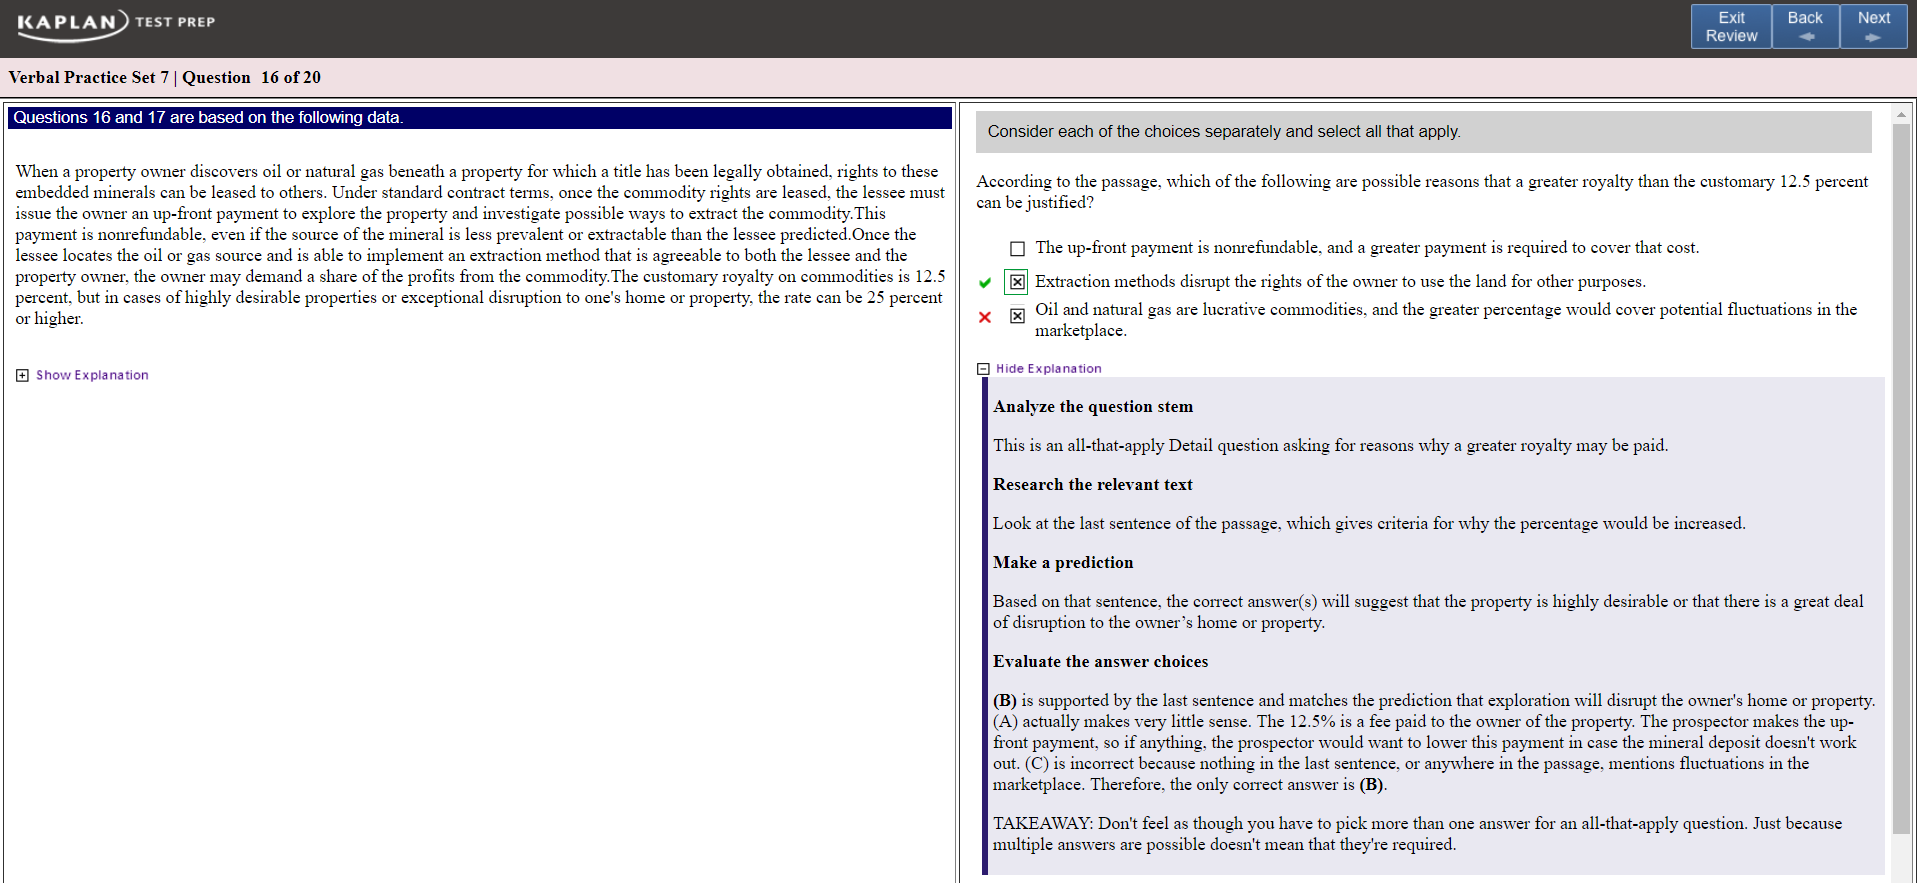 KAPLAN TEST PREP
Exit Review
Back
Next
Verbal Practice Set 7 | Question 16 of 20
Questions 16 and 17 are based on the following data.
When a property owner discovers oil or natural gas beneath a property for which a title has been legally obtained, rights to these
embedded minerals can be leased to others. Under standard contract terms, once the commodity rights are leased, the lessee must
issue the owner an up-front payment to explore the property and investigate possible ways to extract the commodity.This
payment is nonrefundable, even if the source of the mineral is less prevalent or extractable than the lessee predicted.Once the
lessee locates the oil or gas source and is able to implement an extraction method that is agreeable to both the lessee and the
property owner, the owner may demand a share of the profits from the commodity.The customary royalty on commodities is 12.5
percent, but in cases of highly desirable properties or exceptional disruption to one's home or property, the rate can be 25 percent
or higher.
Show Explanation
Consider each of the choices separately and select all that apply.
According to the passage, which of the following are possible reasons that a greater royalty than the customary 12.5 percent
can be justified?
The up-front payment is nonrefundable, and a greater payment is required to cover that cost.
Extraction methods disrupt the rights of the owner to use the land for other purposes.
Oil and natural gas are lucrative commodities, and the greater percentage would cover potential fluctuations in the
marketplace.
Hide Explanation
Analyze the question stem
This is an all-that-apply Detail question asking for reasons why a greater royalty may be paid.
Research the relevant text
Look at the last sentence of the passage, which gives criteria for why the percentage would be increased.
Make a prediction
Based on that sentence, the correct answer(s) will suggest that the property is highly desirable or that there is a great deal
of disruption to the owner’s home or property.
Evaluate the answer choices
(B) is supported by the last sentence and matches the prediction that exploration will disrupt the owner's home or property.
(A) actually makes very little sense. The 12.5% is a fee paid to the owner of the property. The prospector makes the up-
front payment, so if anything, the prospector would want to lower this payment in case the mineral deposit doesn't work
out. (C) is incorrect because nothing in the last sentence, or anywhere in the passage, mentions fluctuations in the
marketplace. Therefore, the only correct answer is (B).
TAKEAWAY: Don't feel as though you have to pick more than one answer for an all-that-apply question. Just because
multiple answers are possible doesn't mean that they're required.